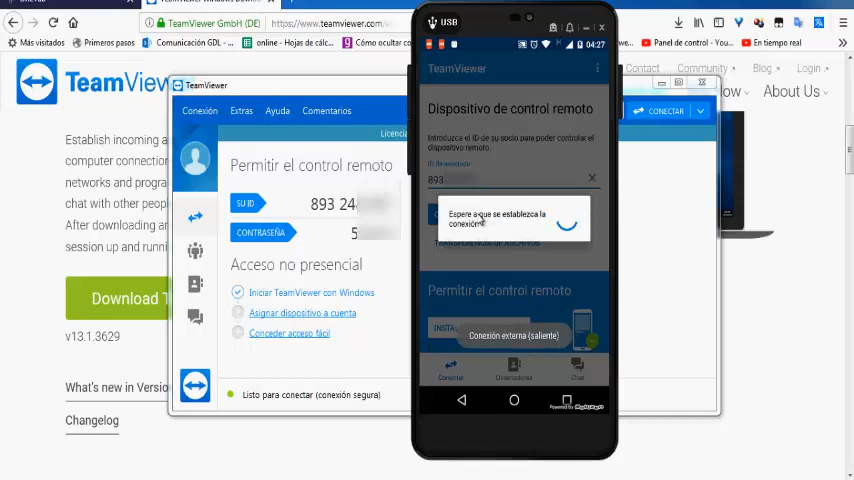 TeamViewer GmbH (DE)
https://www.teamviewer.com/
Más visitados
Primeros pasos
Comunicación GDL - O...
online - Hojas de cálc...
Cómo ocultar
Panel de control — ...
En tiempo real
TeamView
Contact
Community
Blog
Login
About Us
Establish incoming a
computer connection
networks and progra
chat with other peop
After downloading a
session up and runni
Download T
v13.1.3629
What's new in Versio
Changelog
TeamViewer
Conexión
Extras
Ayuda
Comentarios
CONECTAR
Licencia
Permitir el control remoto
SU ID
893 24
CONTRASEÑA
5
Acceso no presencial
Iniciar TeamViewer con Windows
Asignar dispositivo a cuenta
Conceder acceso fácil
Listo para conectar (conexión segura)
USB
04:27
TeamViewer
Dispositivo de control remoto
Introduzca el ID de su socio para poder controlar el
dispositivo remoto.
ID de asociado
893
Espere a que se establezca la
conexión
TRANSFERENCIA DE ARCHIVOS
Permitir el control remoto
INSTAL
Conexión externa (saliente)
Conectar
Chat
Powered by